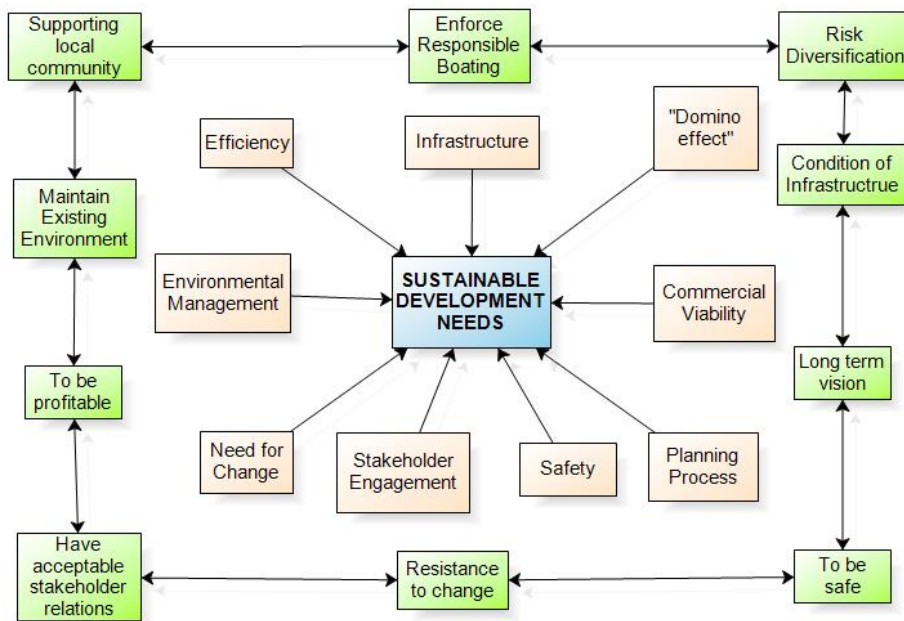 Supporting
local
community
Enforce
Responsible
Boating
Risk
Diversification
Efficiency
Infrastructure
"Domino
effect"
Condition of
Infrastructrue
Maintain
Existing
Environment
Environmental
Management
SUSTAINABLE
DEVELOPMENT
NEEDS
Commercial
Viability
To be
profitable
Long term
vision
Need for
Change
Stakeholder
Engagement
Safety
Planning
Process
Have
acceptable
stakeholder
relations
Resistance
to change
To be
safe